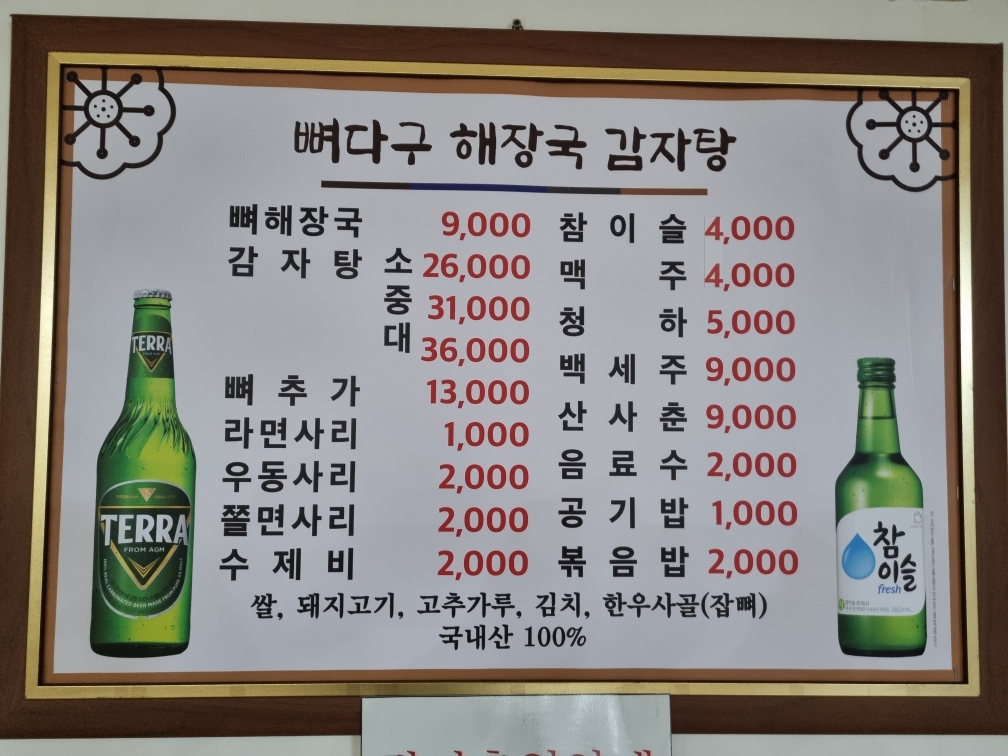 뼈다구 해장국 감자탕
뼈해장국 9,000
감자탕 소 26,000
중 31,000
대 36,000
뼈추가 13,000
라면사리 1,000
우동사리 2,000
쫄면사리 2,000
수제비 2,000
참이슬 4,000
맥주 4,000
청하 5,000
백세주 9,000
산사춘 9,000
음료수 2,000
공기밥 1,000
볶음밥 2,000
쌀, 돼지고기, 고추가루, 김치, 한우사골(잡뼈)
국내산 100%
TERRA
TERRA
FROM AGM
참
이슬
fresh